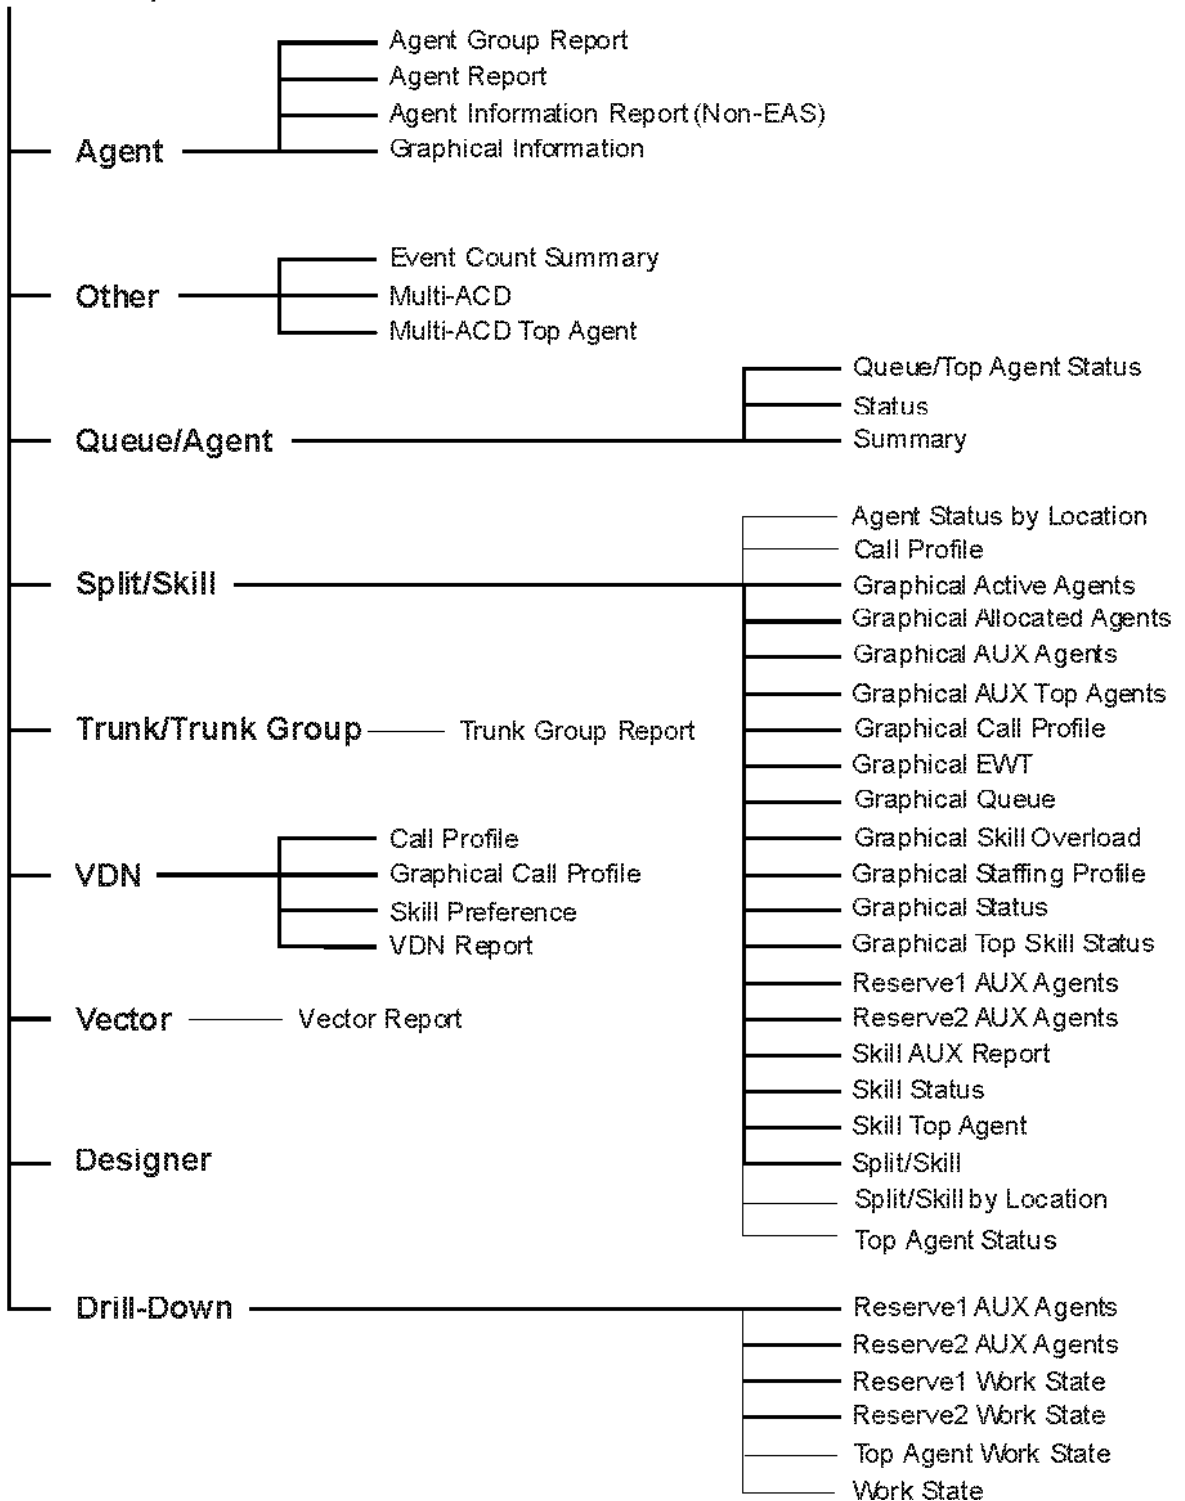 Agent
Agent Group Report
Agent Report
Agent Information Report (Non-EAS)
Graphical Information
Other
Event Count Summary
Multi-ACD
Multi-ACD Top Agent
Queue/Agent
Queue/Top Agent Status
Status
Summary
Split/Skill
Agent Status by Location
Call Profile
Graphical Active Agents
Graphical Allocated Agents
Graphical AUX Agents
Graphical AUX Top Agents
Graphical Call Profile
Graphical EWT
Graphical Queue
Graphical Skill Overload
Graphical Staffing Profile
Graphical Status
Graphical Top Skill Status
Reserve1 AUX Agents
Reserve2 AUX Agents
Skill AUX Report
Skill Status
Skill Top Agent
Split/Skill
Split/Skill by Location
Top Agent Status
Trunk/Trunk Group
Trunk Group Report
VDN
Call Profile
Graphical Call Profile
Skill Preference
VDN Report
Vector
Vector Report
Designer
Drill-Down
Reserve1 AUX Agents
Reserve2 AUX Agents
Reserve1 Work State
Reserve2 Work State
Top Agent Work State
Work State